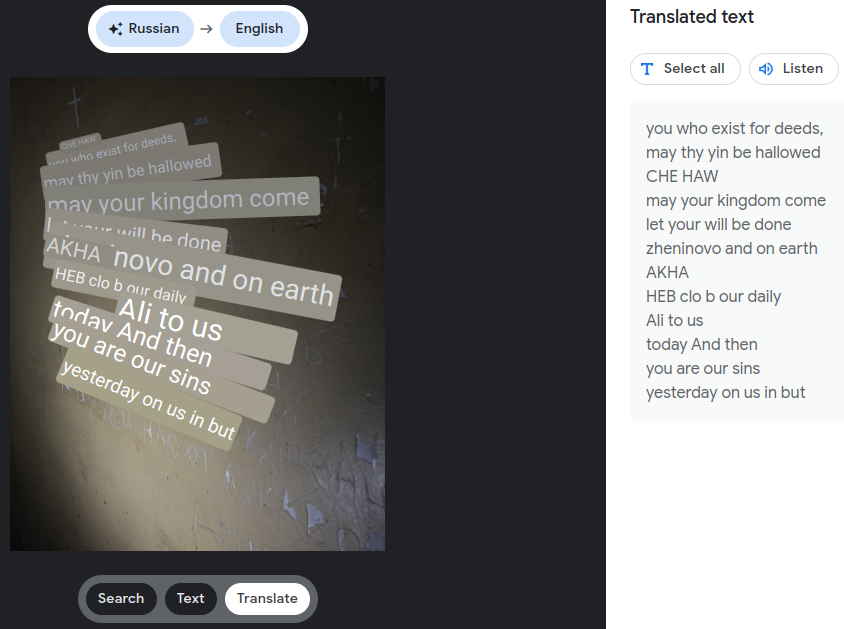 Russian → English
Translated text
Select all
Listen
CHE HAW
you who exist for deeds,
may thy yin be hallowed
may your kingdom come
let your will be done
AKHA
novo and on earth
HEB clo b our daily
Ali to us
today And then
you are our sins
yesterday on us in but
you who exist for deeds,
may thy yin be hallowed
CHE HAW
may your kingdom come
let your will be done
zheninovo and on earth
AKHA
HEB clo b our daily
Ali to us
today And then
you are our sins
yesterday on us in but
Search
Text
Translate